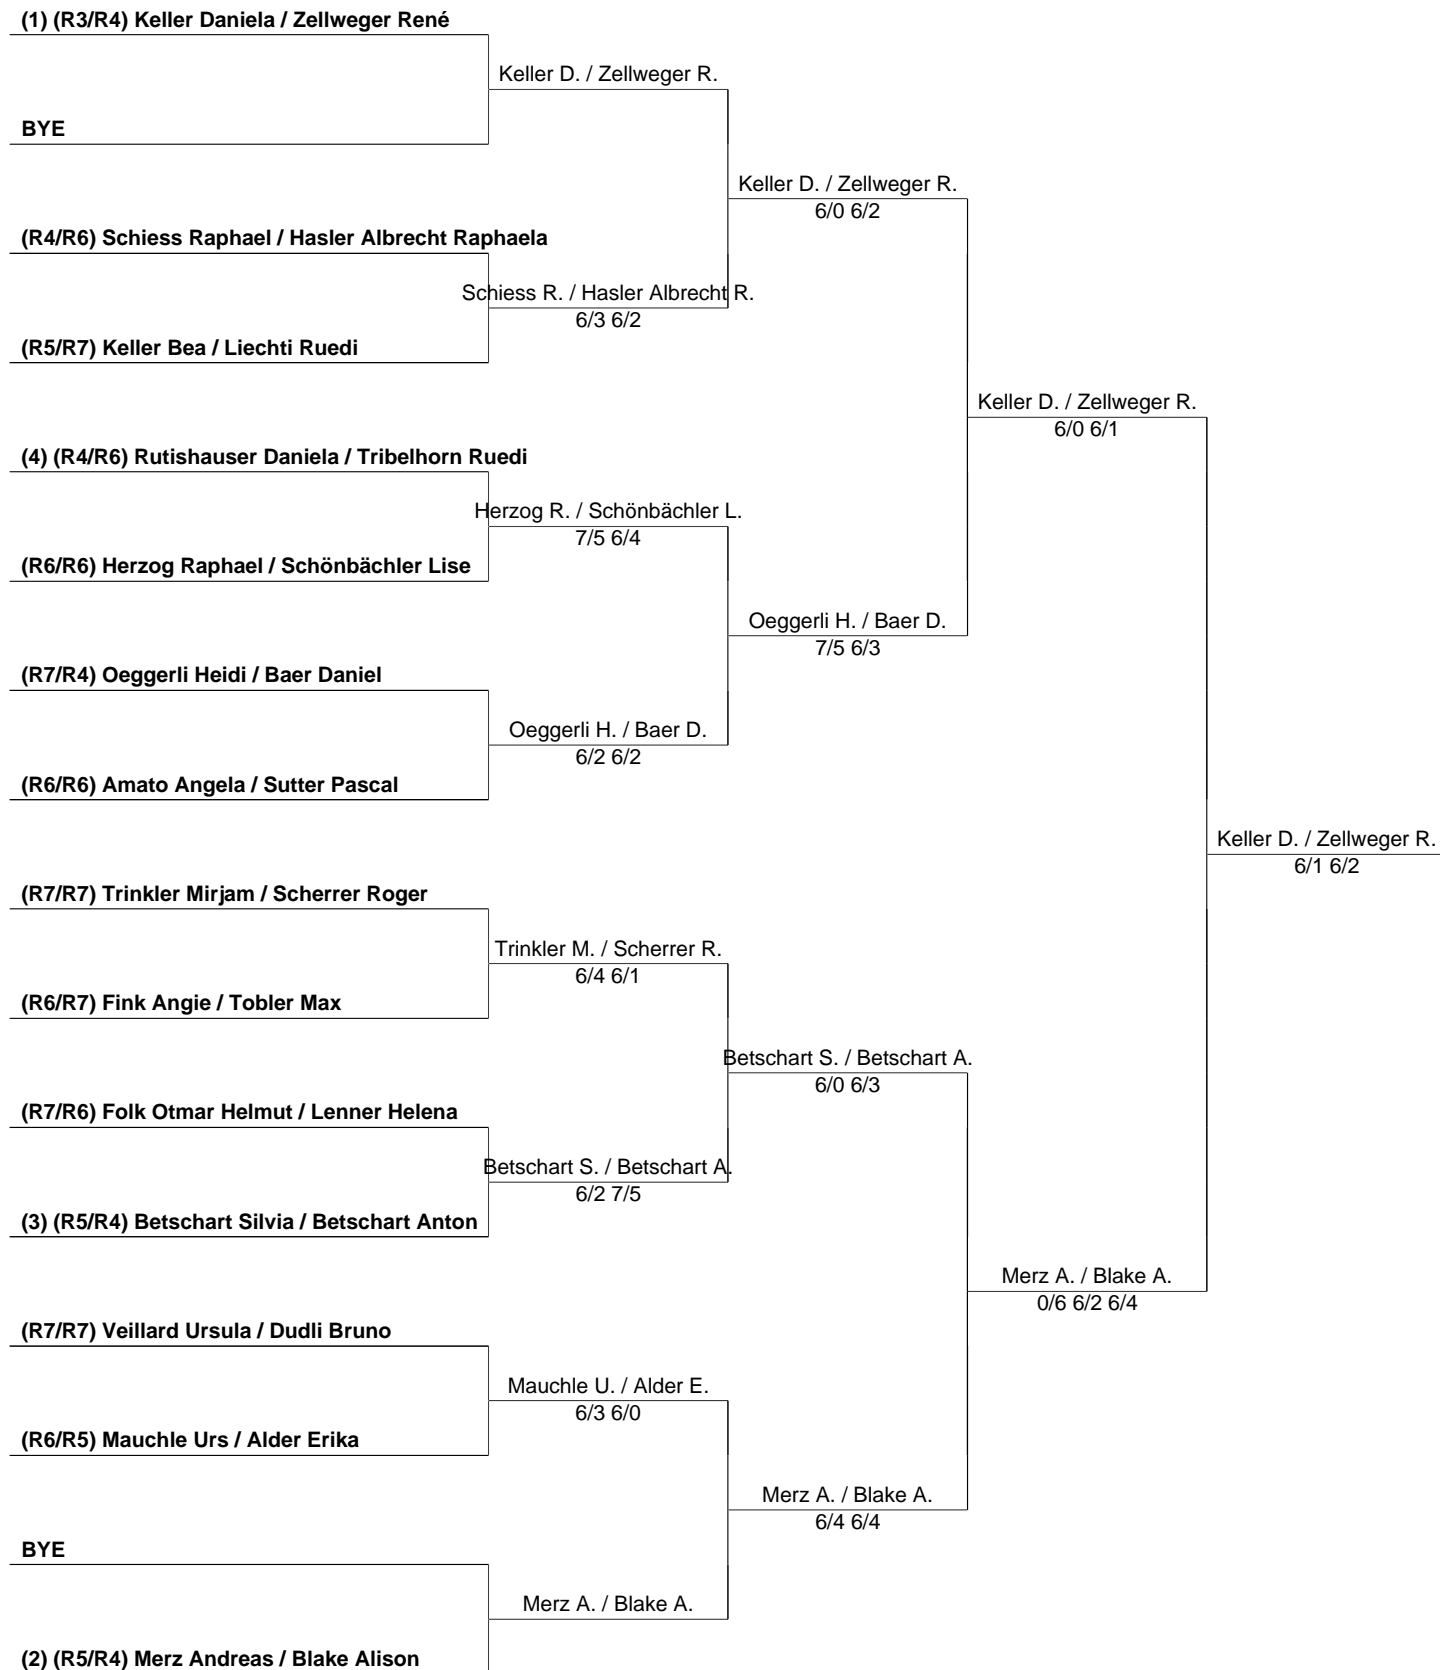 (1) (R3/R4) Keller Daniela / Zellweger René
Keller D. / Zellweger R.
BYE
Keller D. / Zellweger R.
6/0 6/2
(R4/R6) Schiess Raphael / Hasler Albrecht Raphaela
Schiess R. / Hasler Albrecht R.
6/3 6/2
(R5/R7) Keller Bea / Liechti Ruedi
Keller D. / Zellweger R.
6/0 6/1
(4) (R4/R6) Rutishauser Daniela / Tribelhorn Ruedi
Herzog R. / Schönbächler L.
7/5 6/4
(R6/R6) Herzog Raphael / Schönbächler Lise
Oeggerli H. / Baer D.
7/5 6/3
(R7/R4) Oeggerli Heidi / Baer Daniel
Oeggerli H. / Baer D.
6/2 6/2
(R6/R6) Amato Angela / Sutter Pascal
Keller D. / Zellweger R.
6/1 6/2
(R7/R7) Trinkler Mirjam / Scherrer Roger
Trinkler M. / Scherrer R.
6/4 6/1
(R6/R7) Fink Angie / Tobler Max
Betschart S. / Betschart A.
6/0 6/3
(R7/R6) Folk Otmar Helmut / Lenner Helena
Betschart S. / Betschart A.
6/2 7/5
(3) (R5/R4) Betschart Silvia / Betschart Anton
Merz A. / Blake A.
0/6 6/2 6/4
(R7/R7) Veillard Ursula / Dudli Bruno
Mauchle U. / Alder E.
6/3 6/0
(R6/R5) Mauchle Urs / Alder Erika
Merz A. / Blake A.
6/4 6/4
BYE
Merz A. / Blake A.
(2) (R5/R4) Merz Andreas / Blake Alison